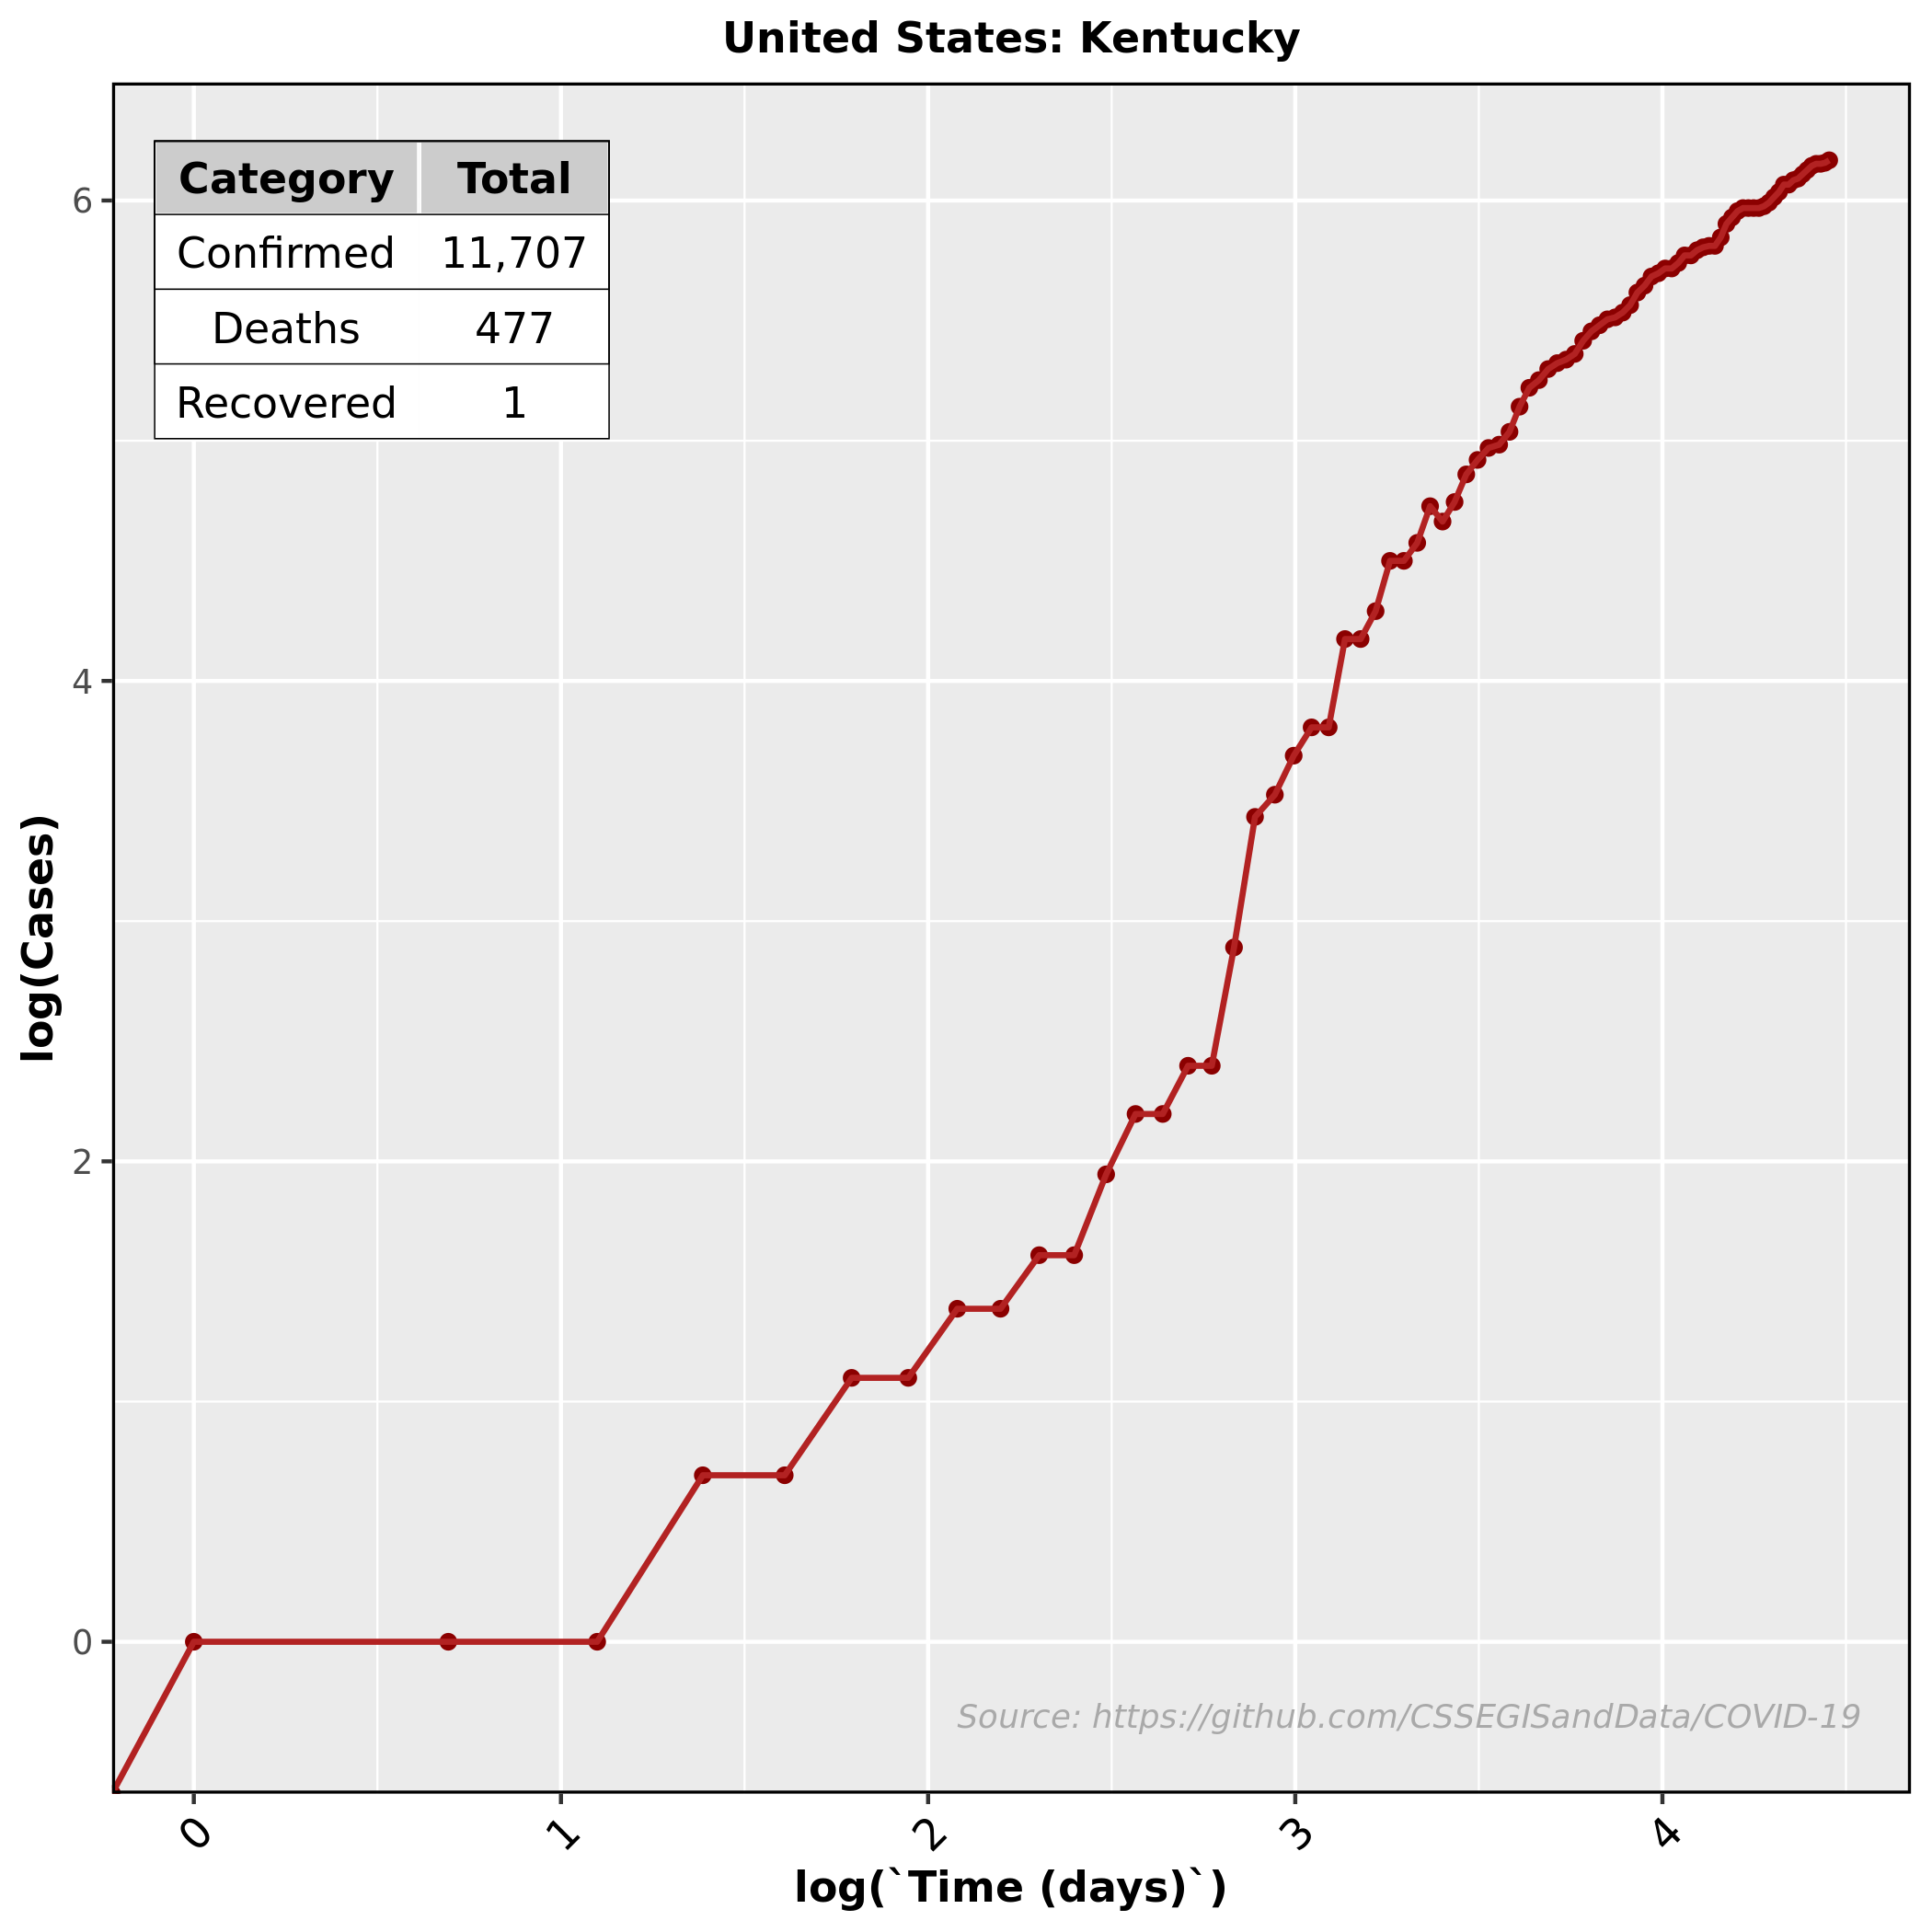 United States: Kentucky
Category Total
Confirmed 11,707
Deaths 477
Recovered 1
6
4
2
0
log(Cases)
Source: https://github.com/CSSEGISandData/COVID-19
0 1 2 3 4
log(`Time (days)`)